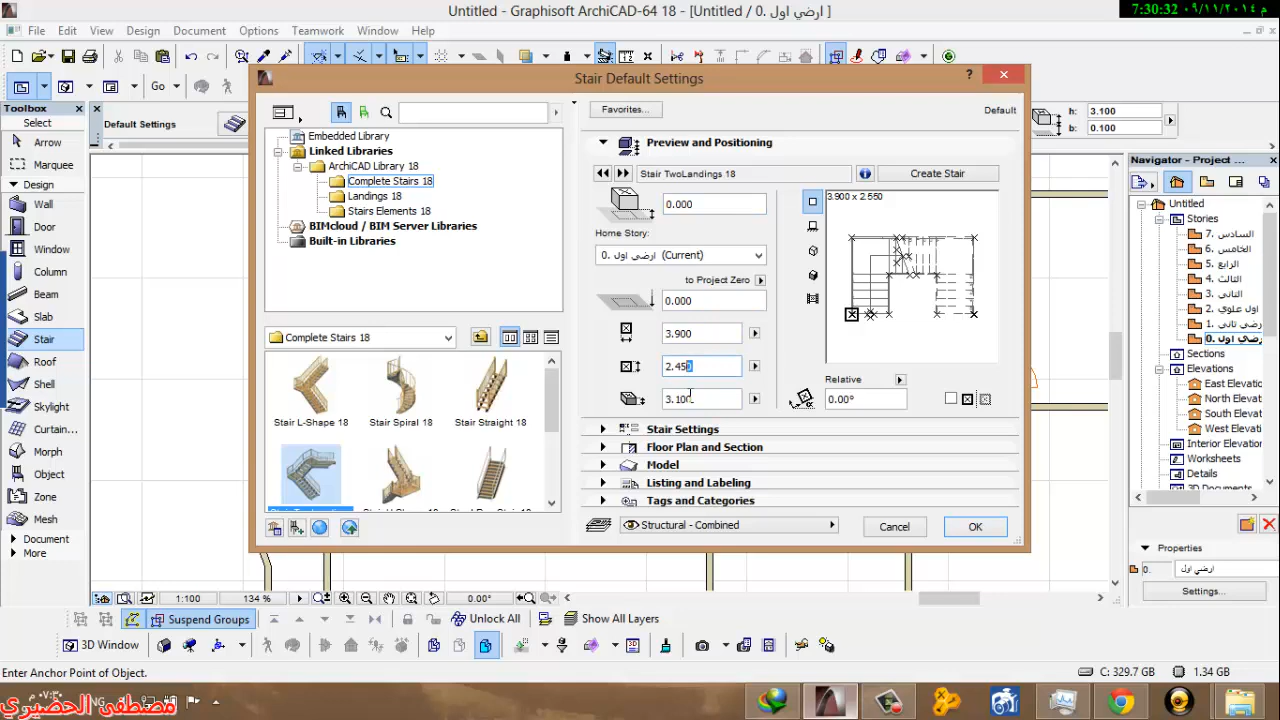 Untitled - Graphisoft ArchiCAD-64 18 - [Untitled / 0. ارضي اول ]
7:30:32 ٢٠١٤/١١/٠٩ م
File Edit View Design Document Options Teamwork Window Help
Go
Toolbox
Select
Arrow
Marquee
Design
Wall
Door
Window
Column
Beam
Slab
Stair
Roof
Shell
Skylight
Curtain...
Morph
Object
Zone
Mesh
Document
More
Default Settings
Stair Default Settings
?
Favorites...
Default
Embedded Library
Linked Libraries
ArchiCAD Library 18
Complete Stairs 18
Landings 18
Stairs Elements 18
BIMcloud / BIM Server Libraries
Built-in Libraries
Complete Stairs 18
Stair L-Shape 18 Stair Spiral 18 Stair Straight 18
Preview and Positioning
Stair TwoLandings 18
Create Stair
0.000
Home Story:
0. ارضي اول (Current)
to Project Zero
0.000
3.900
2.450
3.100
3.900 x 2.550
Relative
0.00°
Stair Settings
Floor Plan and Section
Model
Listing and Labeling
Tags and Categories
Structural - Combined
Cancel
OK
h: 3.100
b: 0.100
Navigator - Project ...
Untitled
Stories
7. السادس
6. الخامس
5. الرابع
4. الثالث
3. الثاني
2. اول علوي
1. ارضي ثاني
0. ارضي اول
Sections
Elevations
East Elevatio
North Elevati
South Elevat
West Elevati
Interior Elevatio
Worksheets
Details
3D Documents
Properties
0. ارضي اول
Settings...
1:100 134 % 0.00°
Suspend Groups
Unlock All
Show All Layers
3D Window
Enter Anchor Point of Object.
C: 329.7 GB 1.34 GB
مصطفى الحصيري